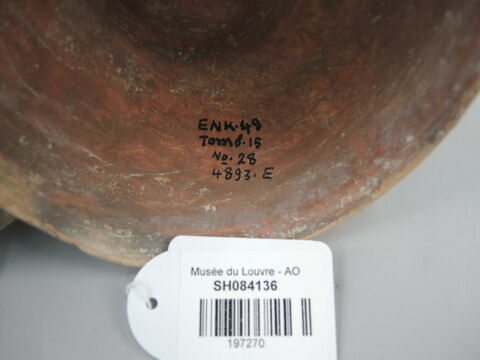 ENK.49
Tomb.15
No. 28
4893. E
Musée du Louvre - AO
SH084136
197270